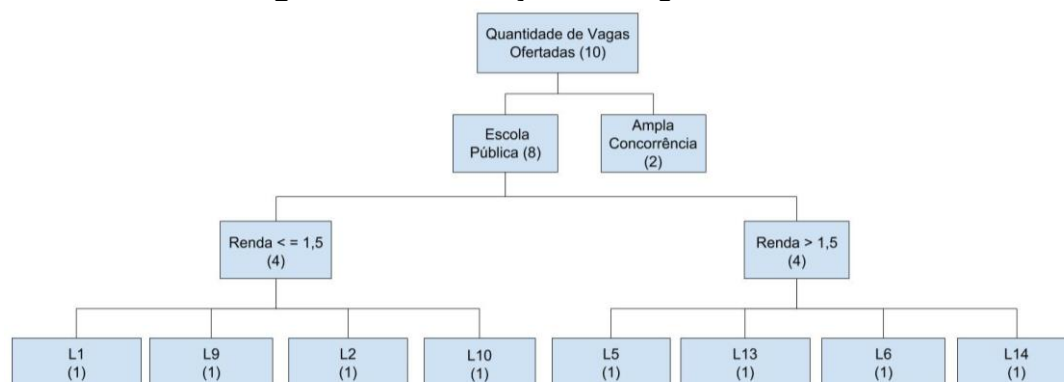 Quantidade de Vagas
Ofertadas (10)
Escola
Pública (8)
Ampla
Concorrência
(2)
Renda < = 1,5
(4)
Renda > 1,5
(4)
L1
(1)
L9
(1)
L2
(1)
L10
(1)
L5
(1)
L13
(1)
L6
(1)
L14
(1)